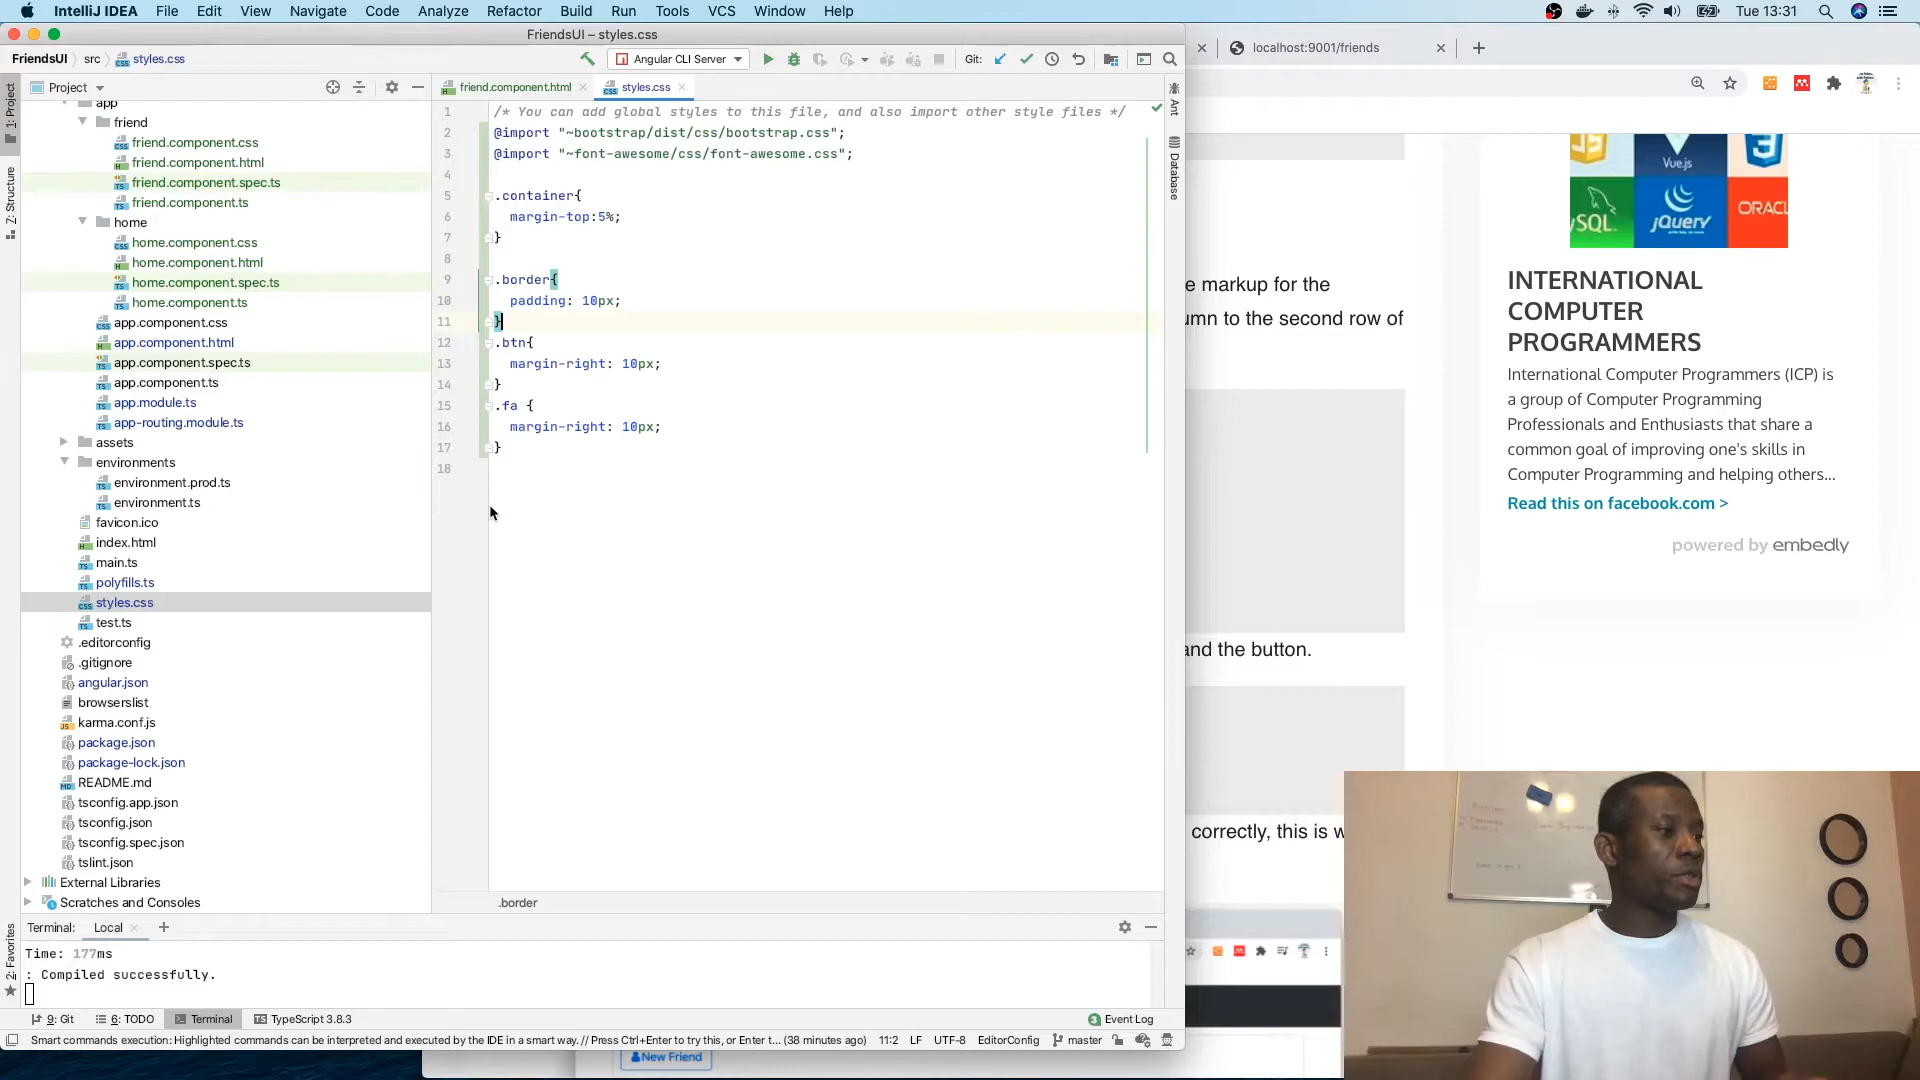 IntelliJ IDEA File Edit View Navigate Code Analyze Refactor Build Run Tools VCS Window Help Tue 13:31
FriendsUI – styles.css
FriendsUI src styles.css Angular CLI Server Git:
localhost:9001/friends
Project
friend.component.html styles.css
1: Project
Z: Structure
2: Favorites
Ant
Database
app
friend
friend.component.css
friend.component.html
friend.component.spec.ts
friend.component.ts
home
home.component.css
home.component.html
home.component.spec.ts
home.component.ts
app.component.css
app.component.html
app.component.spec.ts
app.component.ts
app.module.ts
app-routing.module.ts
assets
environments
environment.prod.ts
environment.ts
favicon.ico
index.html
main.ts
polyfills.ts
styles.css
test.ts
.editorconfig
.gitignore
angular.json
browserslist
karma.conf.js
package.json
package-lock.json
README.md
tsconfig.app.json
tsconfig.json
tsconfig.spec.json
tslint.json
External Libraries
Scratches and Consoles
1 /* You can add global styles to this file, and also import other style files */
2 @import "~bootstrap/dist/css/bootstrap.css";
3 @import "~font-awesome/css/font-awesome.css";
4
5 .container{
6 margin-top:5%;
7 }
8
9 .border{
10 padding: 10px;
11 }
12 .btn{
13 margin-right: 10px;
14 }
15 .fa {
16 margin-right: 10px;
17 }
18
.border
Terminal: Local
Time: 177ms
: Compiled successfully.
9: Git 6: TODO Terminal TypeScript 3.8.3 3 Event Log
Smart commands execution: Highlighted commands can be interpreted and executed by the IDE in a smart way. // Press Ctrl+Enter to try this, or Enter t... (38 minutes ago) 11:2 LF UTF-8 EditorConfig master
New Friend
e markup for the
umn to the second row of
and the button.
correctly, this is w
JS Vue.js 3
SQL jQuery ORACL
INTERNATIONAL
COMPUTER
PROGRAMMERS
International Computer Programmers (ICP) is
a group of Computer Programming
Professionals and Enthusiasts that share a
common goal of improving one's skills in
Computer Programming and helping others...
Read this on facebook.com >
powered by embedly